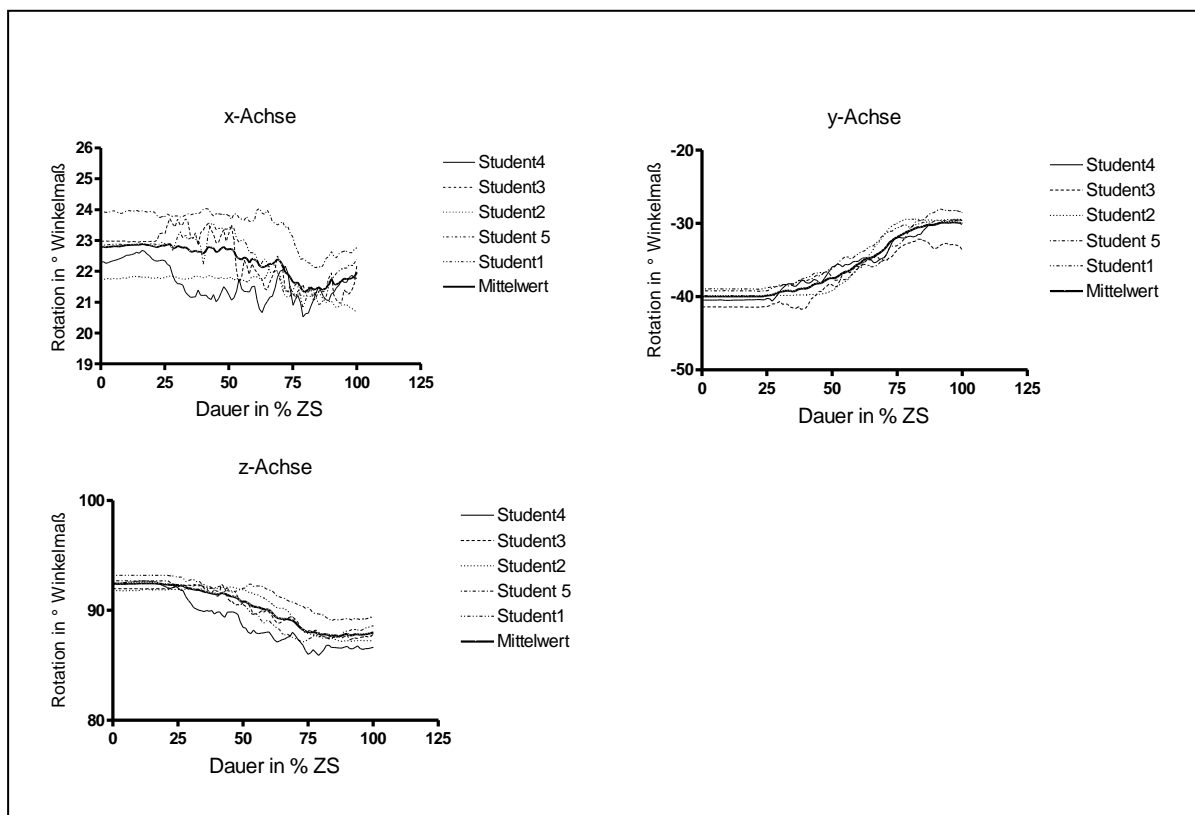 x-Achse
Rotation in ° Winkelmaß
26
25
24
23
22
21
20
19
0
25
50
75
100
125
Dauer in % ZS
Student4
Student3
Student2
Student 5
Student1
Mittelwert
y-Achse
Rotation in ° Winkelmaß
-20
-30
-40
-50
0
25
50
75
100
125
Dauer in % ZS
Student4
Student3
Student2
Student 5
Student1
Mittelwert
z-Achse
Rotation in ° Winkelmaß
100
90
80
0
25
50
75
100
125
Dauer in % ZS
Student4
Student3
Student2
Student 5
Student1
Mittelwert